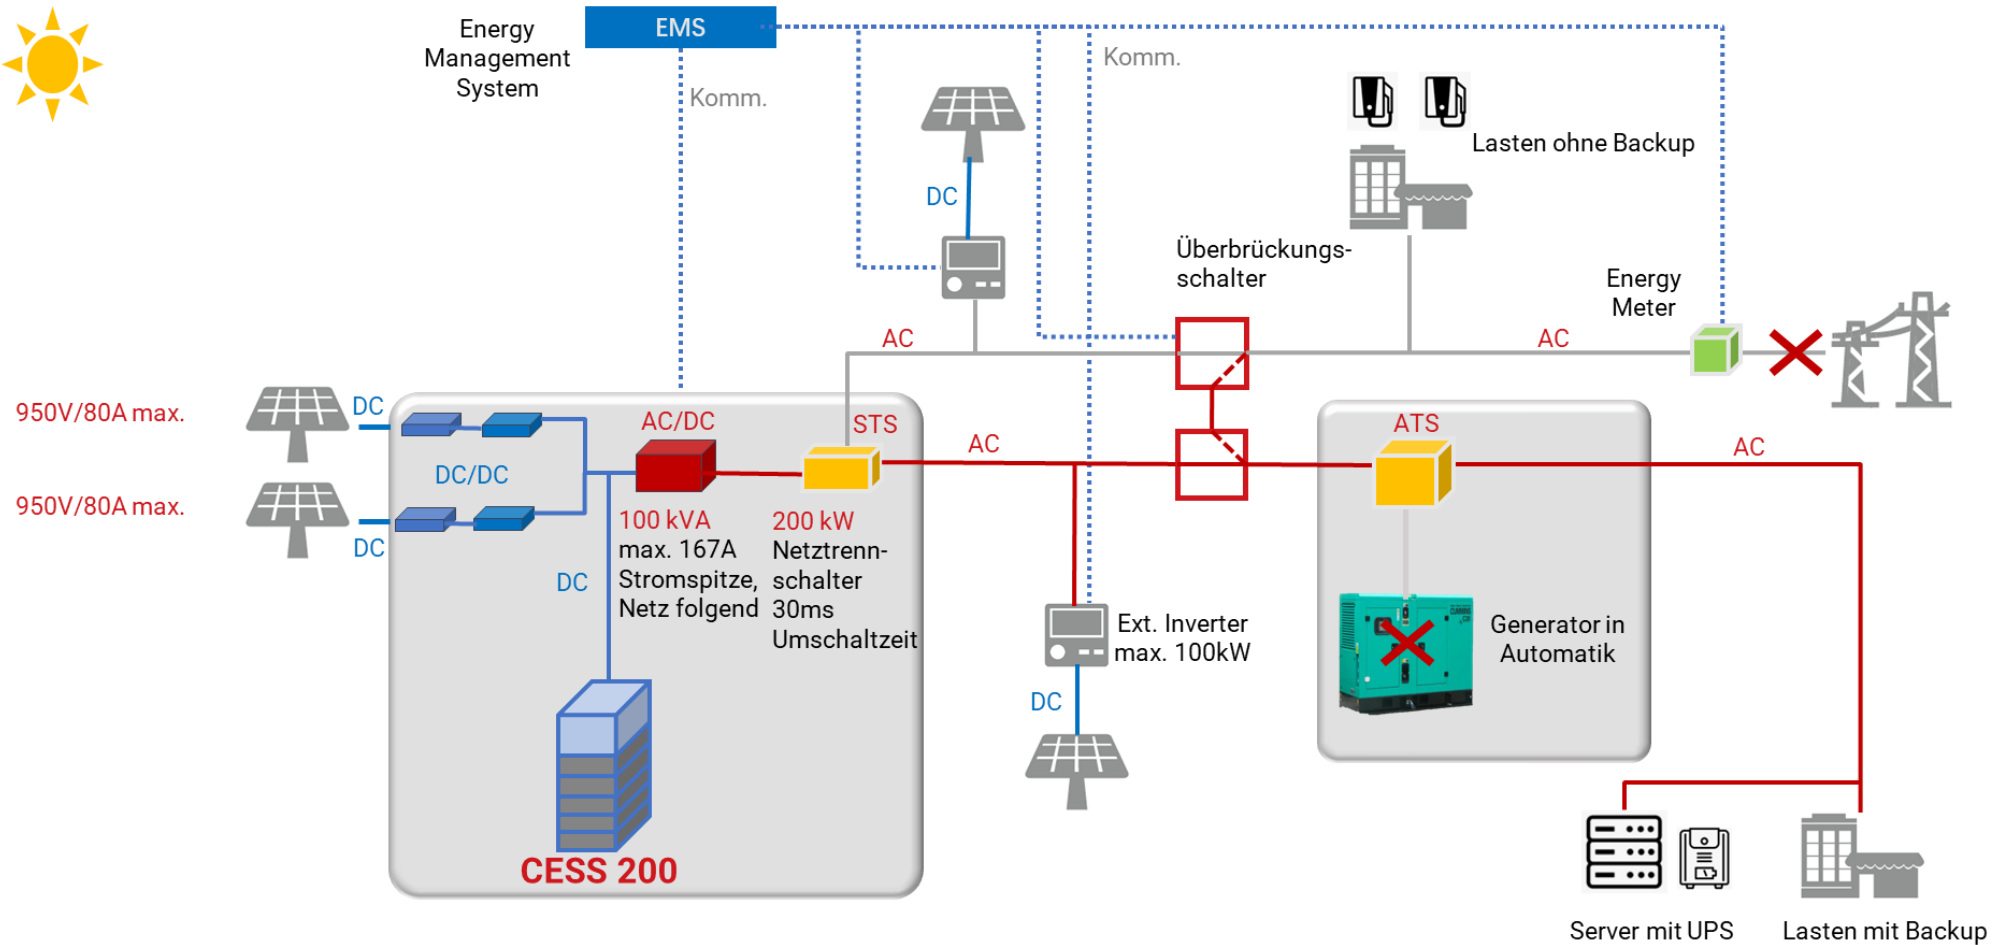 Energy
Management
System
EMS
Komm.
Komm.
Lasten ohne Backup
DC
Überbrückungs-
schalter
Energy
Meter
AC
AC
950V/80A max.
DC
AC/DC
STS
AC
ATS
AC
DC/DC
950V/80A max.
DC
100 kVA
max. 167A
Stromspitze,
Netz folgend
200 kW
Netztrenn-
schalter
30ms
Umschaltzeit
DC
Ext. Inverter
max. 100kW
Generator in
Automatik
CUMMINS
DC
CESS 200
Server mit UPS
Lasten mit Backup